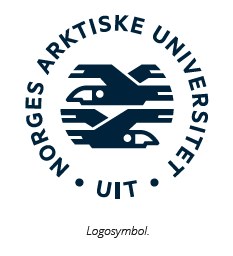 NORGES ARKTISKE UNIVERSITET
• UIT •
Logosymbol.